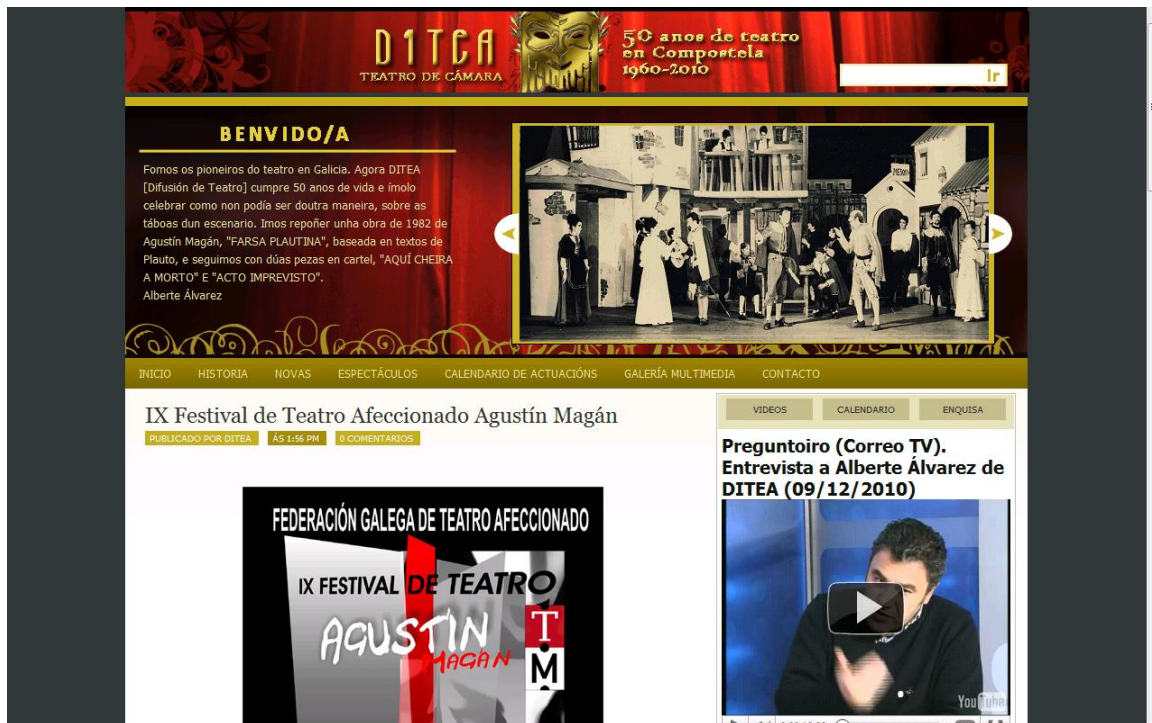 DITEA
TEATRO DE CÁMARA
50 anos de teatro
en Compostela
1960-2010
Ir
BENVIDO/A
Fomos os pioneiros do teatro en Galicia. Agora DITEA
[Difusión de Teatro] cumpre 50 anos de vida e ímolo
celebrar como non podía ser doutra maneira, sobre as
táboas dun escenario. Imos repoñer unha obra de 1982 de
Agustín Magán, "FARSA PLAUTINA", baseada en textos de
Plauto, e seguimos con dúas pezas en cartel, "AQUÍ CHEIRA
A MORTO" E "ACTO IMPREVISTO".
Alberte Álvarez
INICIO HISTORIA NOVAS ESPECTÁCULOS CALENDARIO DE ACTUACIÓNS GALERÍA MULTIMEDIA CONTACTO
IX Festival de Teatro Afeccionado Agustín Magán
PUBLICADO POR DITEA ÁS 1:56 PM 0 COMENTARIOS
FEDERACIÓN GALEGA DE TEATRO AFECCIONADO
IX FESTIVAL DE TEATRO
AGUSTIN
MAGÁN
T
M
VIDEOS CALENDARIO ENQUISA
Preguntoiro (Correo TV).
Entrevista a Alberte Álvarez de
DITEA (09/12/2010)
YouTube